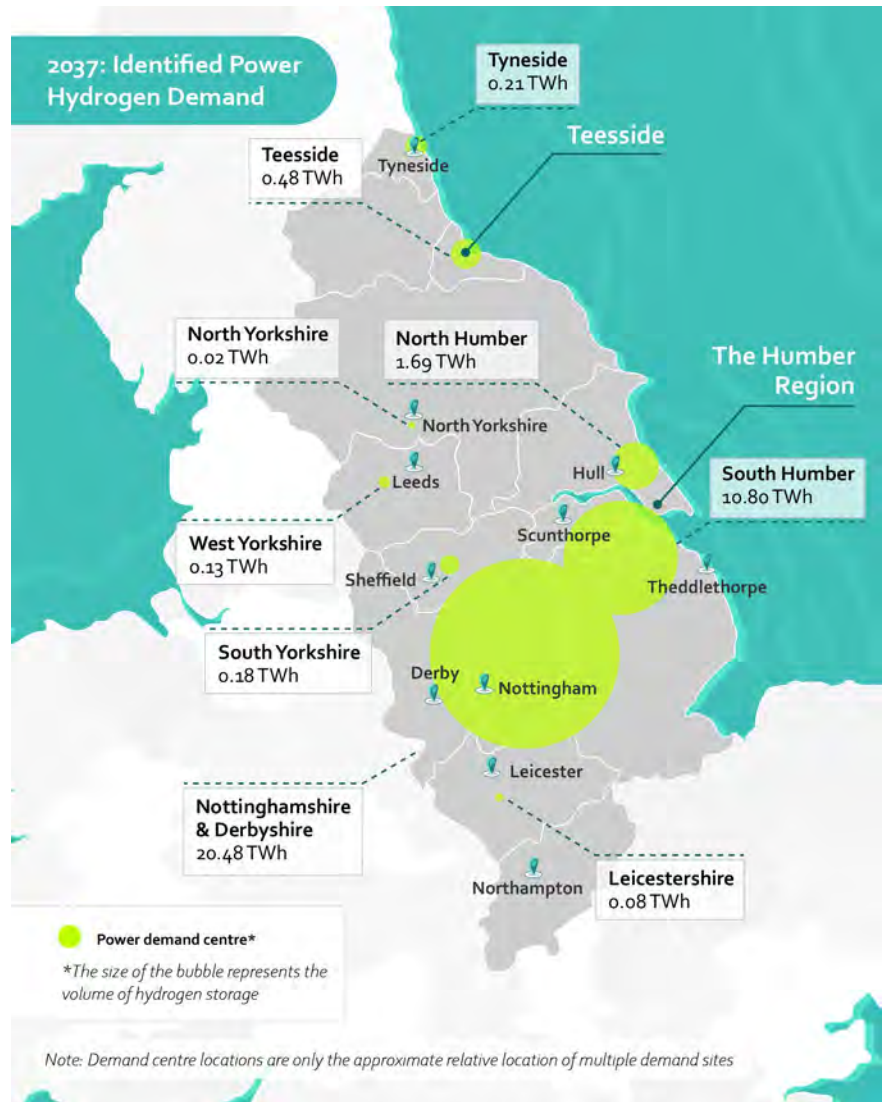 2037: Identified Power
Hydrogen Demand
Tyneside
0.21 TWh
Teesside
Teesside
0.48 TWh
Tyneside
North Yorkshire
0.02 TWh
North Humber
1.69 TWh
The Humber
Region
North Yorkshire
Leeds
Hull
South Humber
10.80 TWh
West Yorkshire
0.13 TWh
Scunthorpe
Sheffield
Theddlethorpe
South Yorkshire
0.18 TWh
Derby
Nottingham
Leicester
Nottinghamshire
& Derbyshire
20.48 TWh
Northampton
Leicestershire
0.08 TWh
Power demand centre*
*The size of the bubble represents the
volume of hydrogen storage
Note: Demand centre locations are only the approximate relative location of multiple demand sites